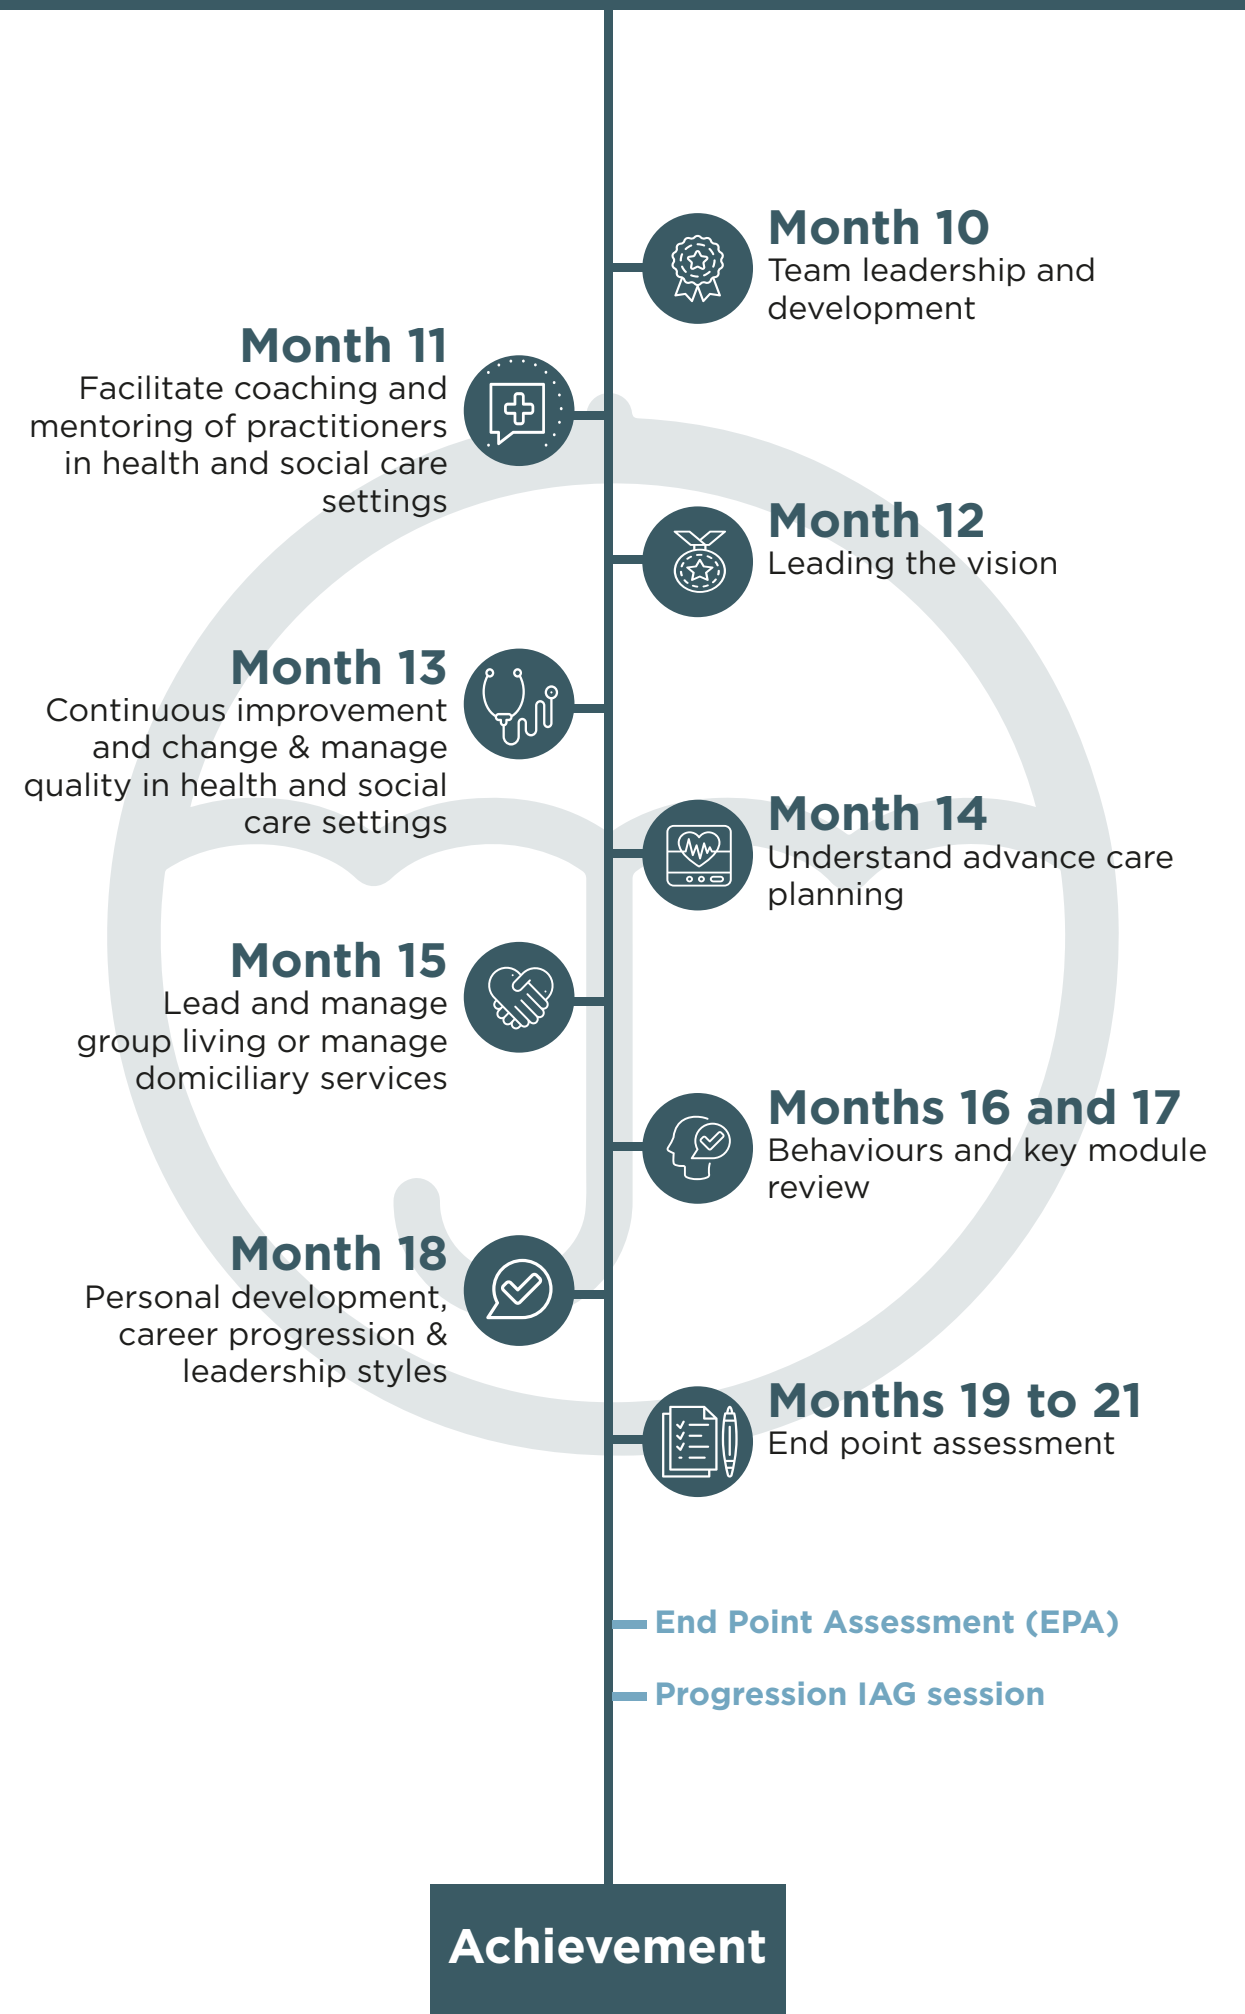 Month 10
Team leadership and
development
Month 11
Facilitate coaching and
mentoring of practitioners
in health and social care
settings
Month 12
Leading the vision
Month 13
Continuous improvement
and change & manage
quality in health and social
care settings
Month 14
Understand advance care
planning
Month 15
Lead and manage
group living or manage
domiciliary services
Months 16 and 17
Behaviours and key module
review
Month 18
Personal development,
career progression &
leadership styles
Months 19 to 21
End point assessment
End Point Assessment (EPA)
Progression IAG session
Achievement